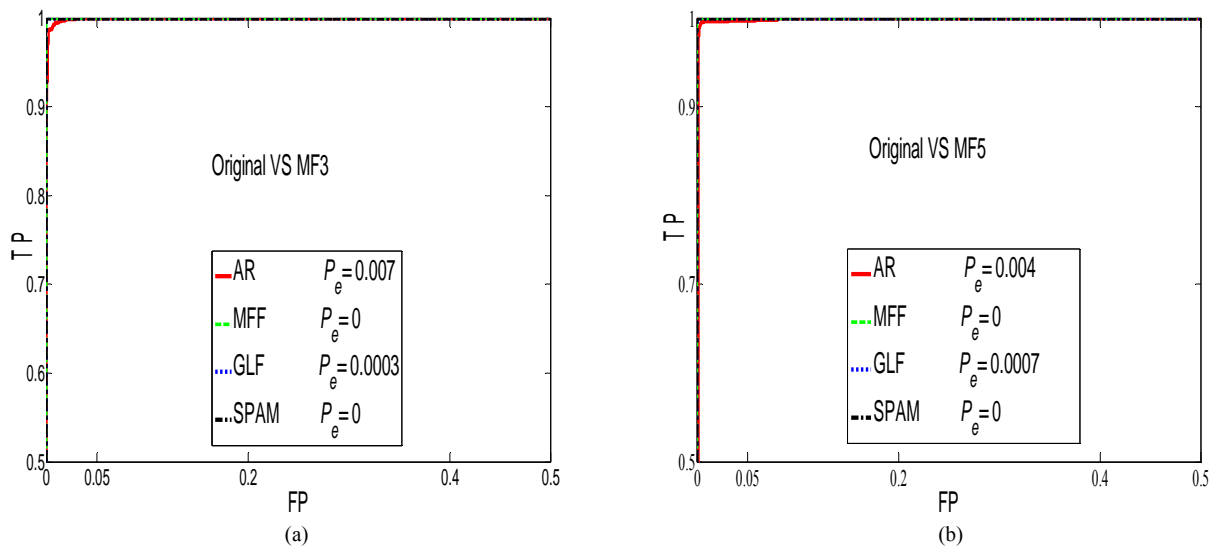 1
0.9
0.8
0.7
0.6
0.5
T P
Original VS MF3
AR P_e=0.007
MFF P_e=0
GLF P_e=0.0003
SPAM P_e=0
0 0.05 0.2 0.4 0.5
FP
(a)
1
0.9
0.7
0.5
T P
Original VS MF5
AR P_e=0.004
MFF P_e=0
GLF P_e=0.0007
SPAM P_e=0
0 0.05 0.2 0.4 0.5
FP
(b)